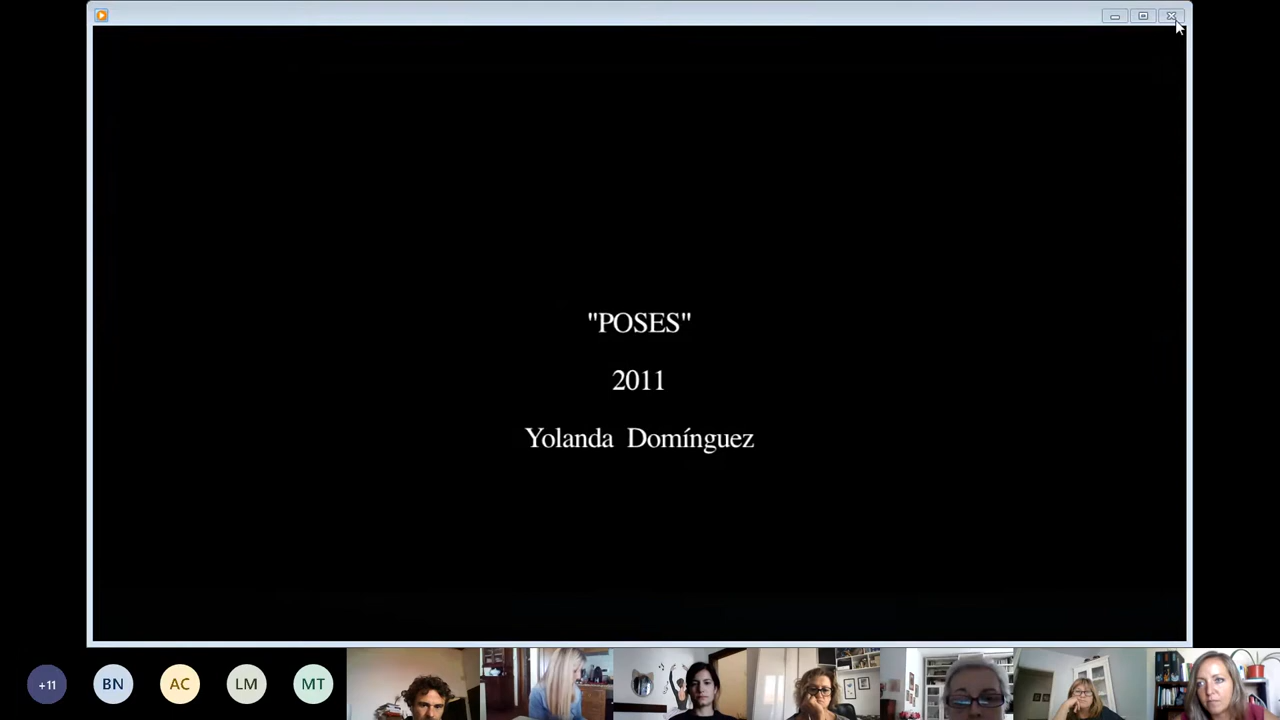 "POSES"
2011
Yolanda Domínguez
+11
BN
AC
LM
MT